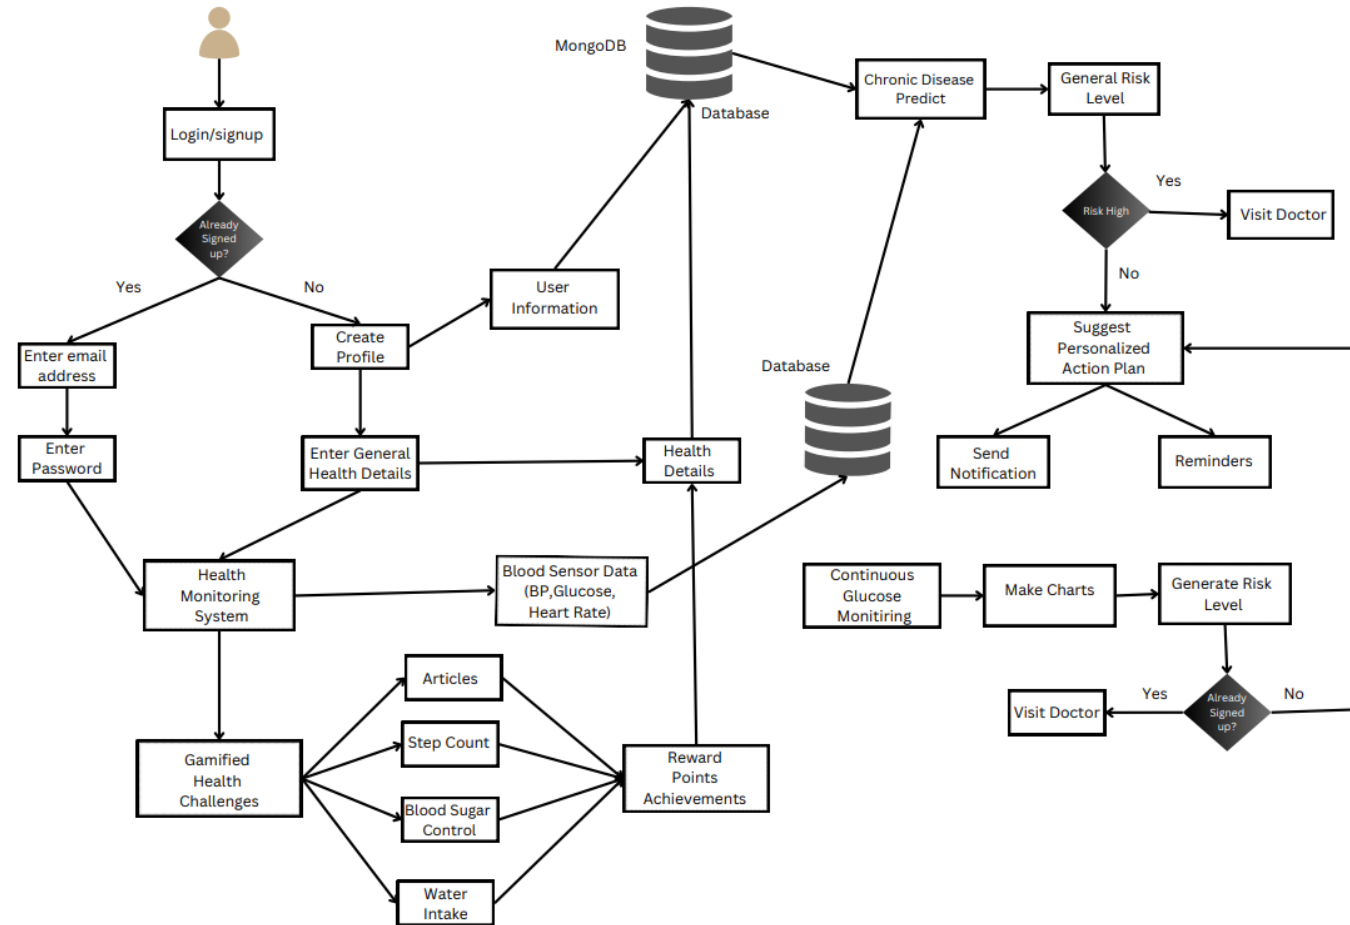 MongoDB
Database
Chronic Disease
Predict
General Risk
Level
Login/signup
Yes
Risk High
Visit Doctor
No
Already
Signed
up?
Yes
No
User
Information
Create
Profile
Enter email
address
Suggest
Personalized
Action Plan
Database
Enter
Password
Enter General
Health Details
Health
Details
Send
Notification
Reminders
Health
Monitoring
System
Blood Sensor Data
(BP,Glucose,
Heart Rate)
Continuous
Glucose
Monitiring
Make Charts
Generate Risk
Level
Articles
Visit Doctor
Yes
Already
Signed
up?
No
Step Count
Gamified
Health
Challenges
Reward
Points
Achievements
Blood Sugar
Control
Water
Intake